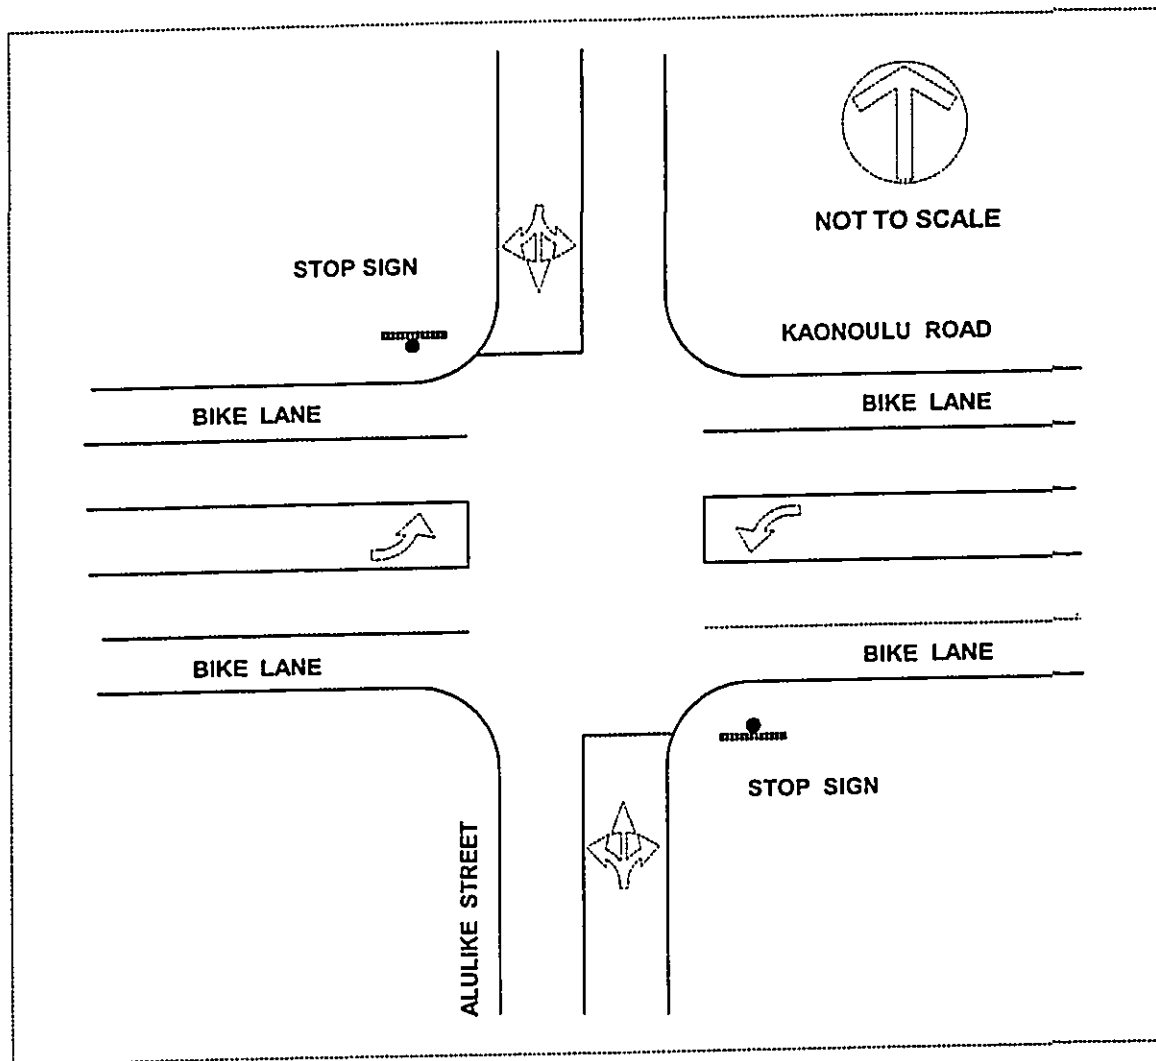 NOT TO SCALE
STOP SIGN
KAONOULU ROAD
BIKE LANE
BIKE LANE
BIKE LANE
BIKE LANE
STOP SIGN
ALULIKE STREET